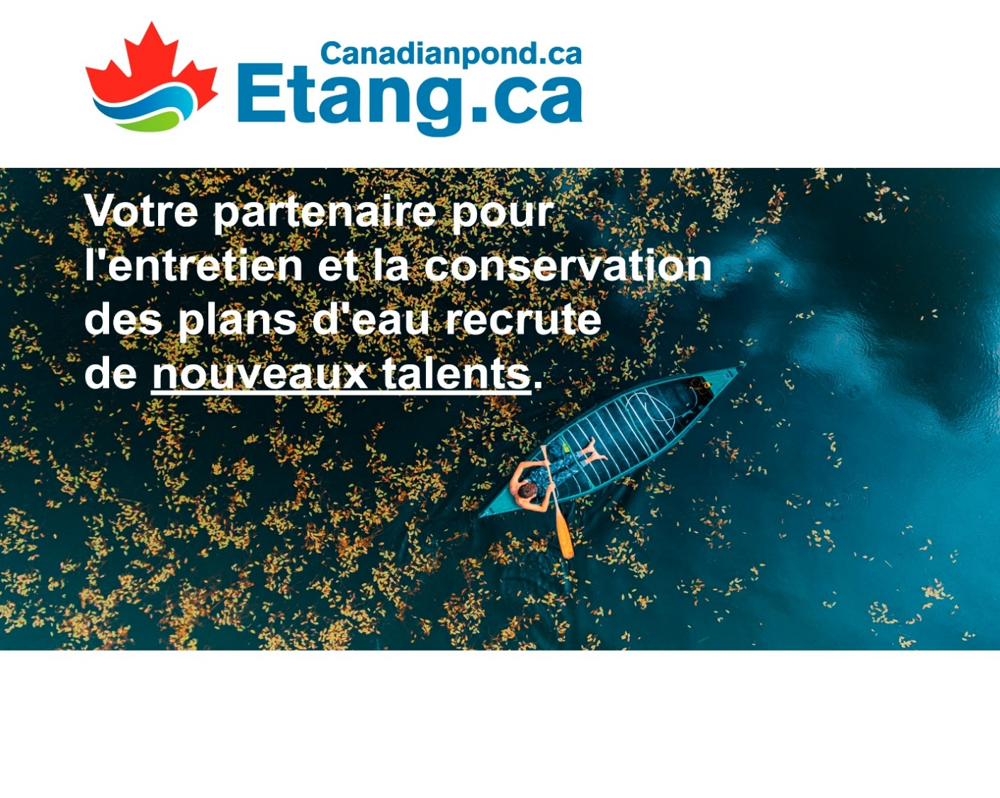 Canadianpond.ca
Etang.ca
Votre partenaire pour
l'entretien et la conservation
des plans d'eau recrute
de nouveaux talents.